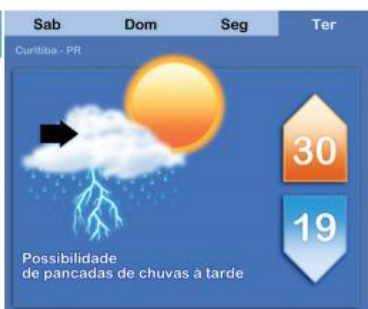 Sab Dom Seg Ter
Curitiba - PR
30
19
Possibilidade
de pancadas de chuvas à tarde